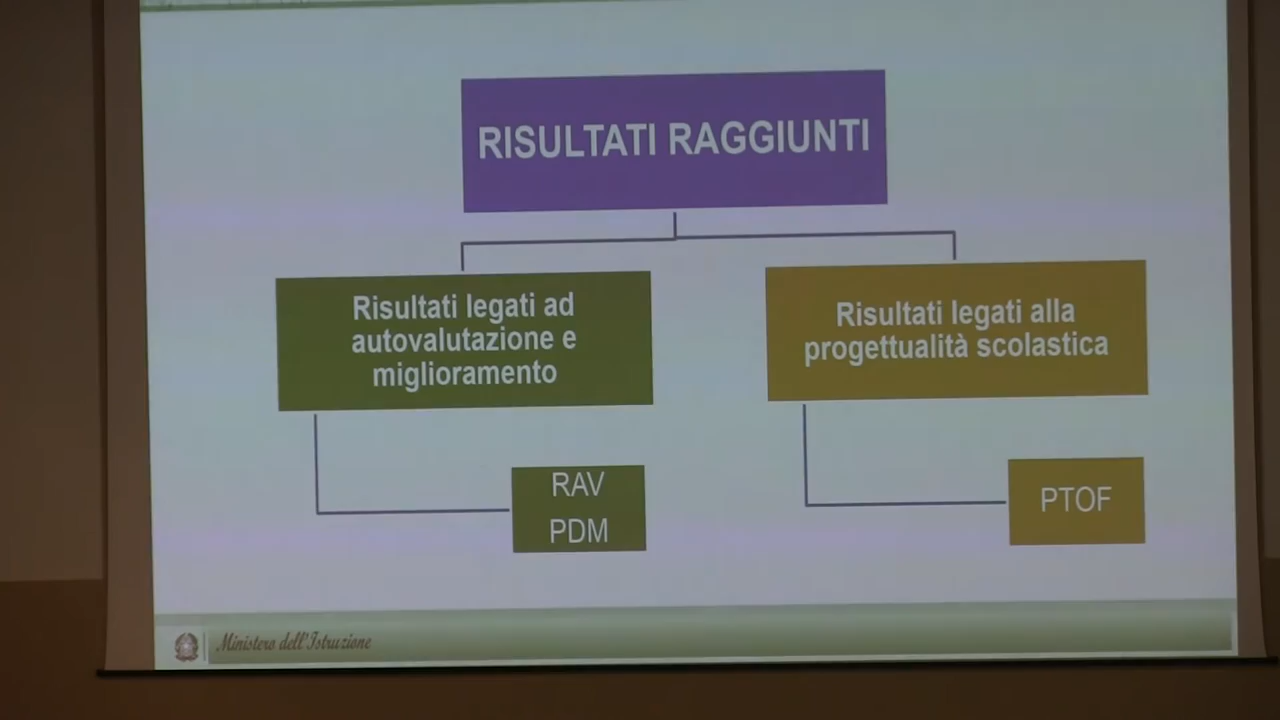 RISULTATI RAGGIUNTI
Risultati legati ad
autovalutazione e
miglioramento
Risultati legati alla
progettualità scolastica
RAV
PDM
PTOF
Ministero dell'Istruzione